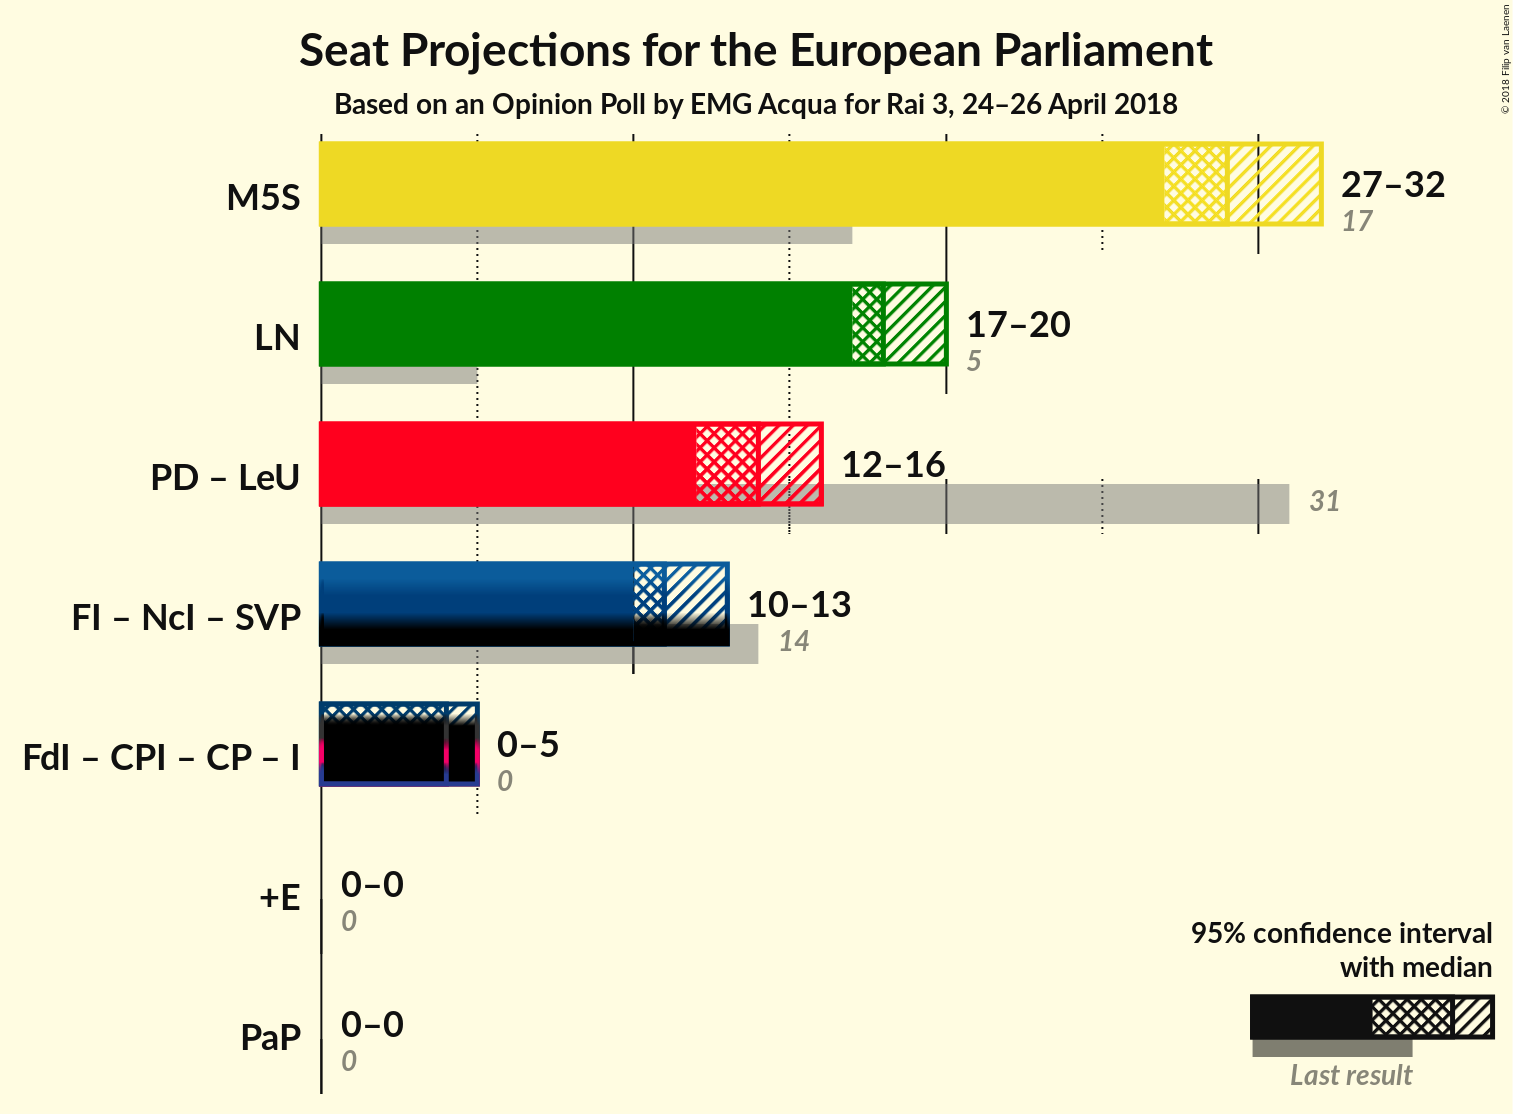 Seat Projections for the European Parliament
Based on an Opinion Poll by EMG Acqua for Rai 3, 24–26 April 2018
© 2018 Filip van Laenen
M5S
27–32
17
LN
17–20
5
PD – LeU
12–16
31
FI – NcI – SVP
10–13
14
FdI – CPI – CP – I
0–5
0
+E
0–0
0
PaP
0–0
0
95% confidence interval
with median
Last result